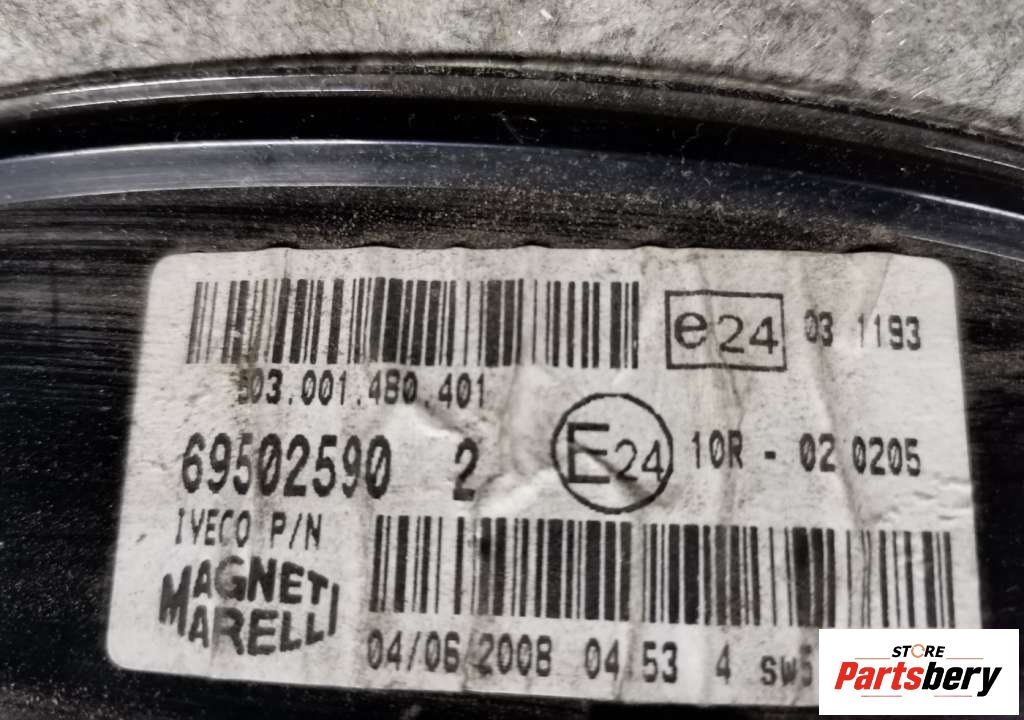 e24 03 1193
603.001.480.401
69502590 2
E24 10R - 02 0205
IVECO P/N
MAGNETI
MARELLI
04/06/2008 04.53 4
STORE
Partsbery